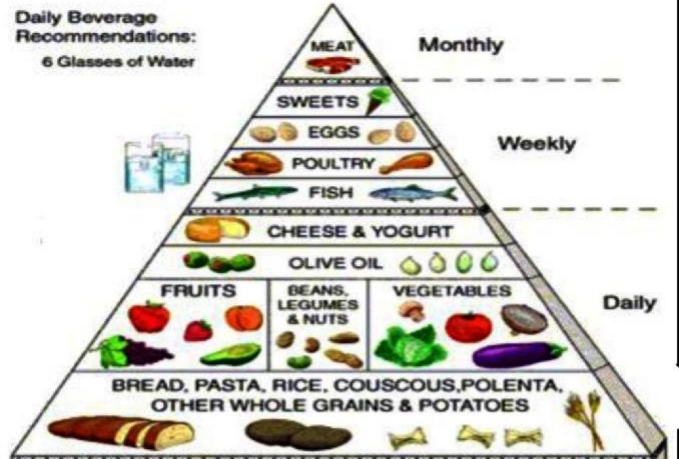 Daily Beverage
Recommendations:
6 Glasses of Water
MEAT
Monthly
SWEETS
EGGS
Weekly
POULTRY
FISH
CHEESE & YOGURT
OLIVE OIL
FRUITS
BEANS,
LEGUMES
& NUTS
VEGETABLES
Daily
BREAD, PASTA, RICE, COUSCOUS,POLENTA,
OTHER WHOLE GRAINS & POTATOES